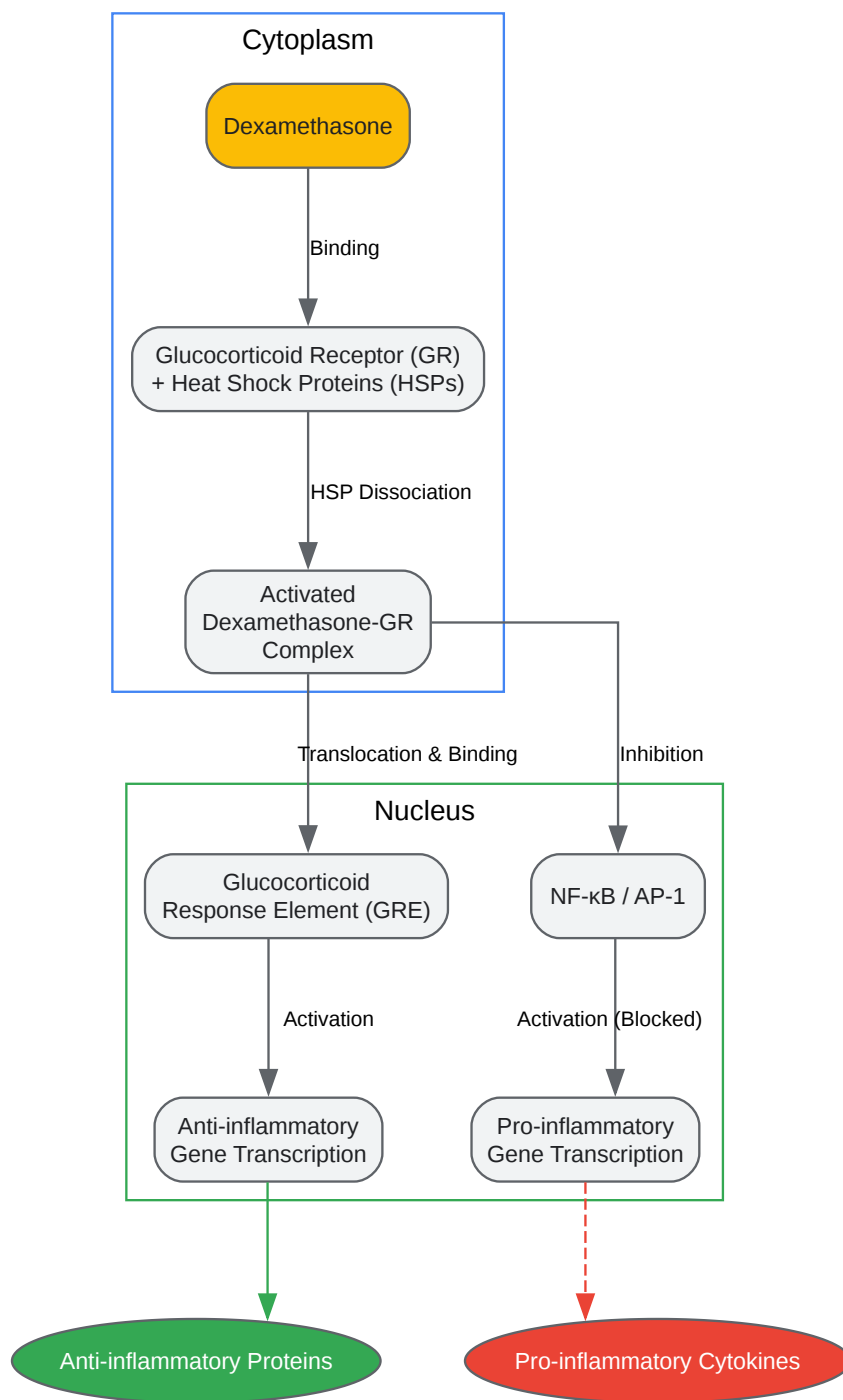 Cytoplasm
Dexamethasone
Binding
Glucocorticoid Receptor (GR)
+ Heat Shock Proteins (HSPs)
HSP Dissociation
Activated
Dexamethasone-GR
Complex
Translocation & Binding
Inhibition
Nucleus
Glucocorticoid
Response Element (GRE)
NF-κB / AP-1
Activation
Activation (Blocked)
Anti-inflammatory
Gene Transcription
Pro-inflammatory
Gene Transcription
Anti-inflammatory Proteins
Pro-inflammatory Cytokines